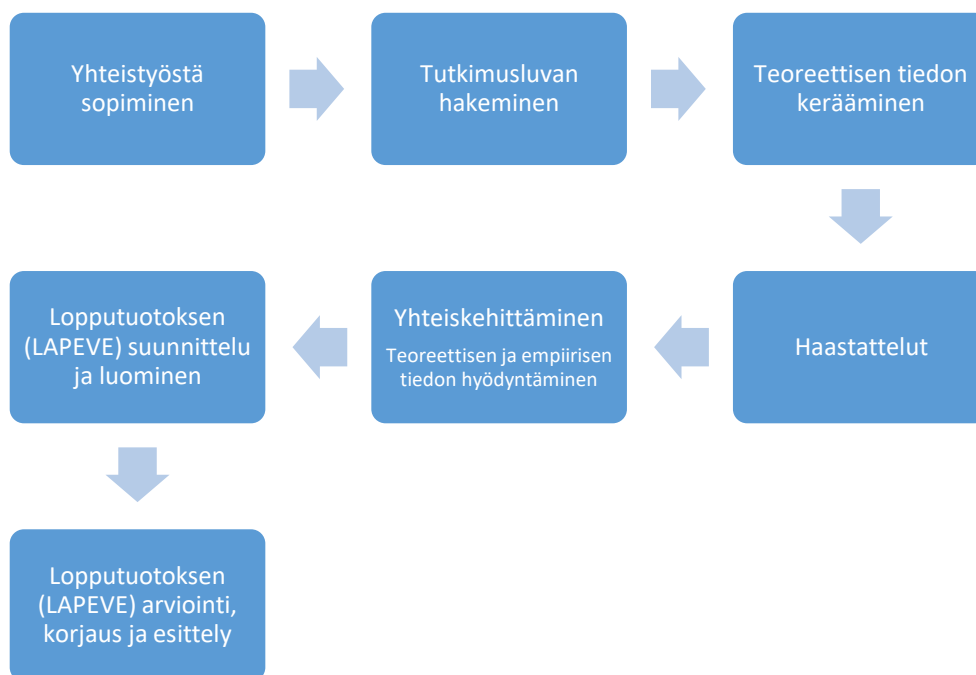 Yhteistyöstä
sopiminen
Tutkimusluvan
hakeminen
Teoreettisen tiedon
kerääminen
Haastattelut
Yhteiskehittäminen
Teoreettisen ja empiirisen
tiedon hyödyntäminen
Lopputuotoksen
(LAPEVE) suunnittelu
ja luominen
Lopputuotoksen
(LAPEVE) arviointi,
korjaus ja esittely